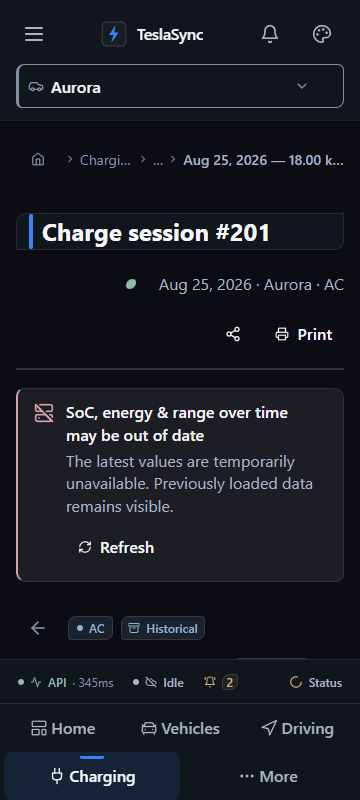 TeslaSync
Aurora
Chargi... > ... > Aug 25, 2026 — 18.00 k...
Charge session #201
Aug 25, 2026 · Aurora · AC
Print
SoC, energy & range over time
may be out of date
The latest values are temporarily
unavailable. Previously loaded data
remains visible.
Refresh
AC
Historical
API · 345ms
Idle
2
Status
Home
Vehicles
Driving
Charging
More